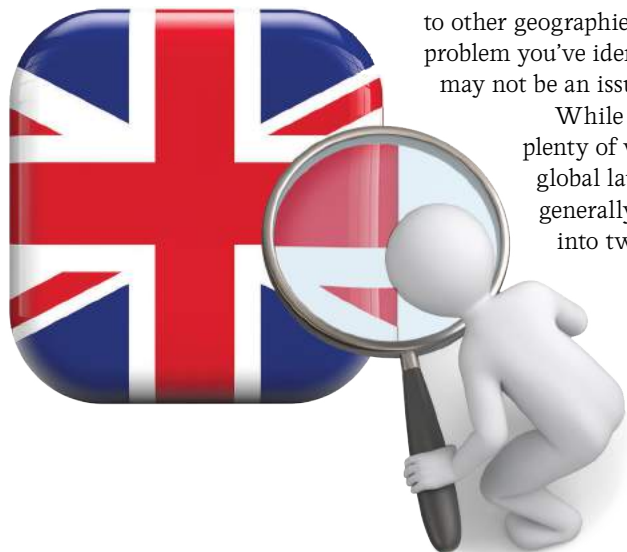 to other geographie
problem you've iden
may not be an issu
While
plenty of v
global la
generally
into tw